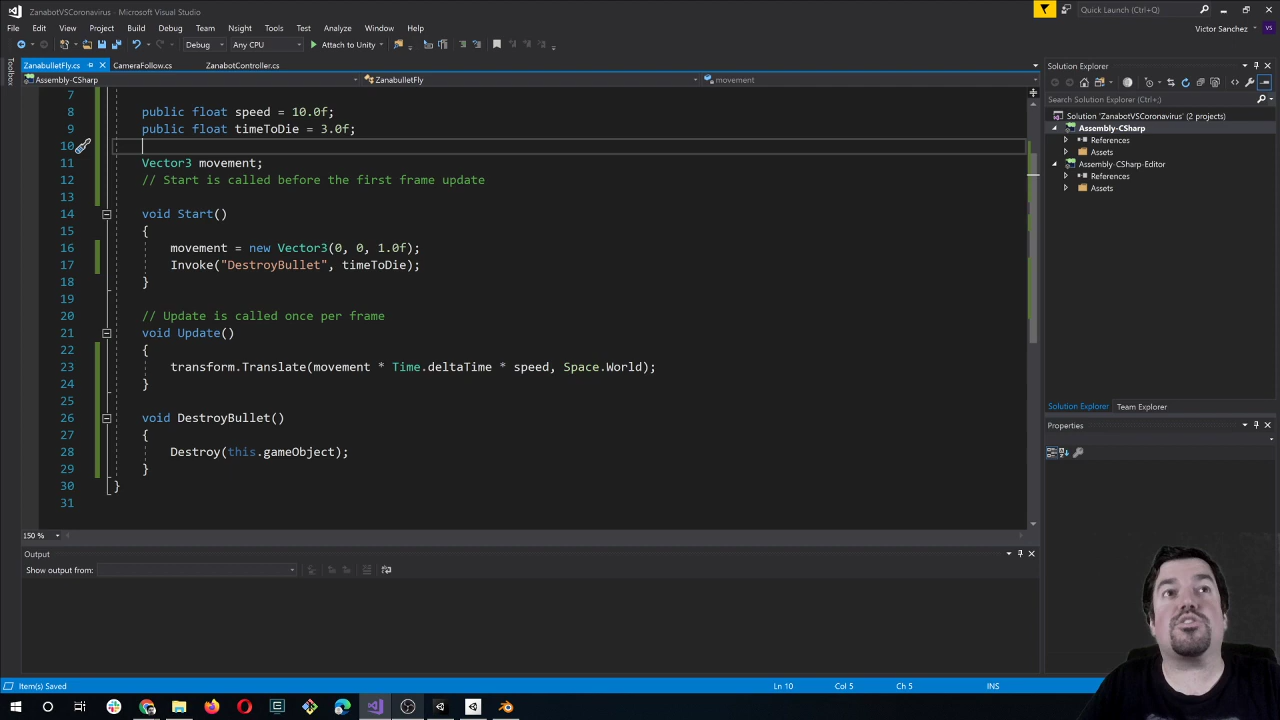 ZanabotVSCoronavirus - Microsoft Visual Studio
Quick Launch (Ctrl+Q)
File Edit View Project Build Debug Team Tools Test Analyze Window Help
Victor Sanchez VS
Debug Any CPU Attach to Unity
Toolbox
ZanabulletFly.cs CameraFollow.cs ZanabotController.cs
Assembly-CSharp ZanabulletFly movement
7
8 public float speed = 10.0f;
9 public float timeToDie = 3.0f;
10
11 Vector3 movement;
12 // Start is called before the first frame update
13
14 void Start()
15 {
16 movement = new Vector3(0, 0, 1.0f);
17 Invoke("DestroyBullet", timeToDie);
18 }
19
20 // Update is called once per frame
21 void Update()
22 {
23 transform.Translate(movement * Time.deltaTime * speed, Space.World);
24 }
25
26 void DestroyBullet()
27 {
28 Destroy(this.gameObject);
29 }
30 }
31
150 %
Output
Show output from:
Solution Explorer
Search Solution Explorer (Ctrl+;)
Solution 'ZanabotVSCoronavirus' (2 projects)
Assembly-CSharp
References
Assets
Assembly-CSharp-Editor
References
Assets
Solution Explorer Team Explorer
Properties
Item(s) Saved Ln 10 Col 5 Ch 5 INS